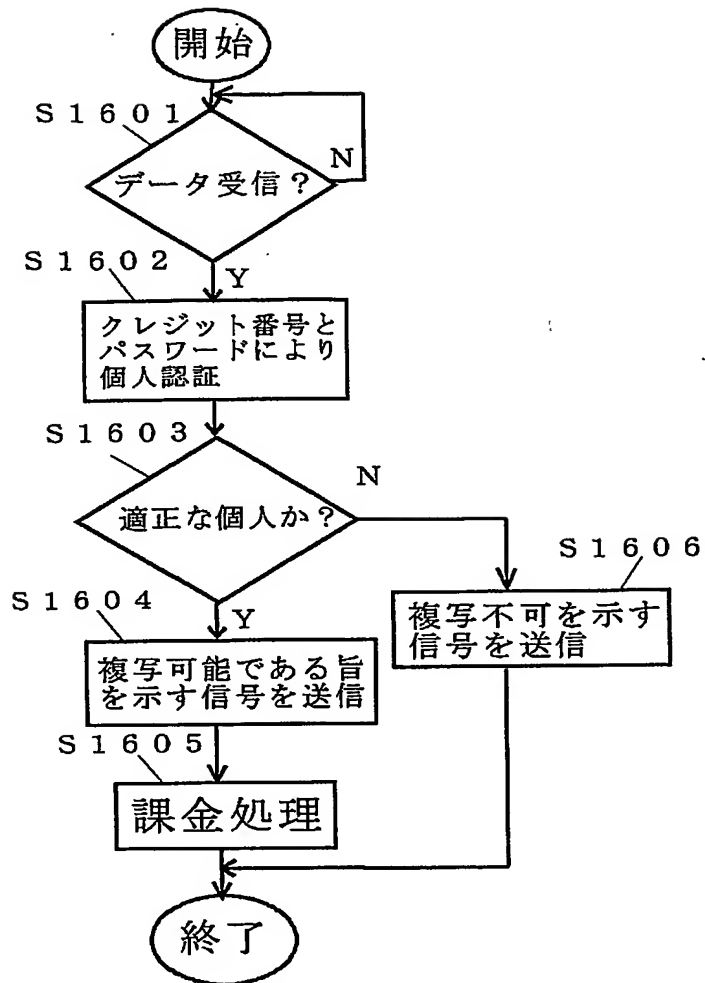 開始
S1601
データ受信?
N
S1602
Y
クレジット番号と
パスワードにより
個人認証
S1603
適正な個人か?
N
S1604
Y
複写可能である旨
を示す信号を送信
S1606
複写不可を示す
信号を送信
S1605
課金処理
終了